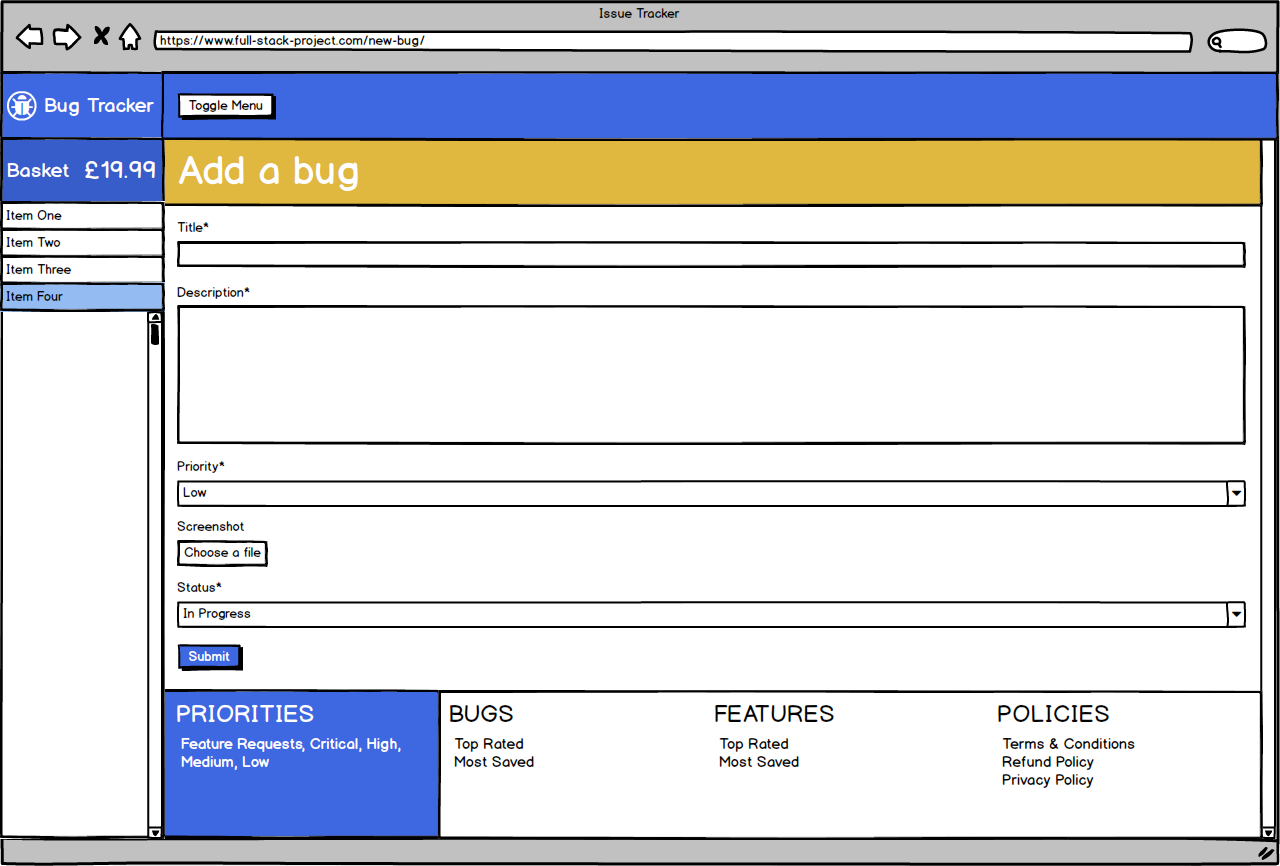 Issue Tracker
https://www.full-stack-project.com/new-bug/
Bug Tracker
Toggle Menu
Basket £19.99
Add a bug
Item One
Item Two
Item Three
Item Four
Title*
Description*
Priority*
Low
Screenshot
Choose a file
Status*
In Progress
Submit
PRIORITIES
Feature Requests, Critical, High,
Medium, Low
BUGS
Top Rated
Most Saved
FEATURES
Top Rated
Most Saved
POLICIES
Terms & Conditions
Refund Policy
Privacy Policy